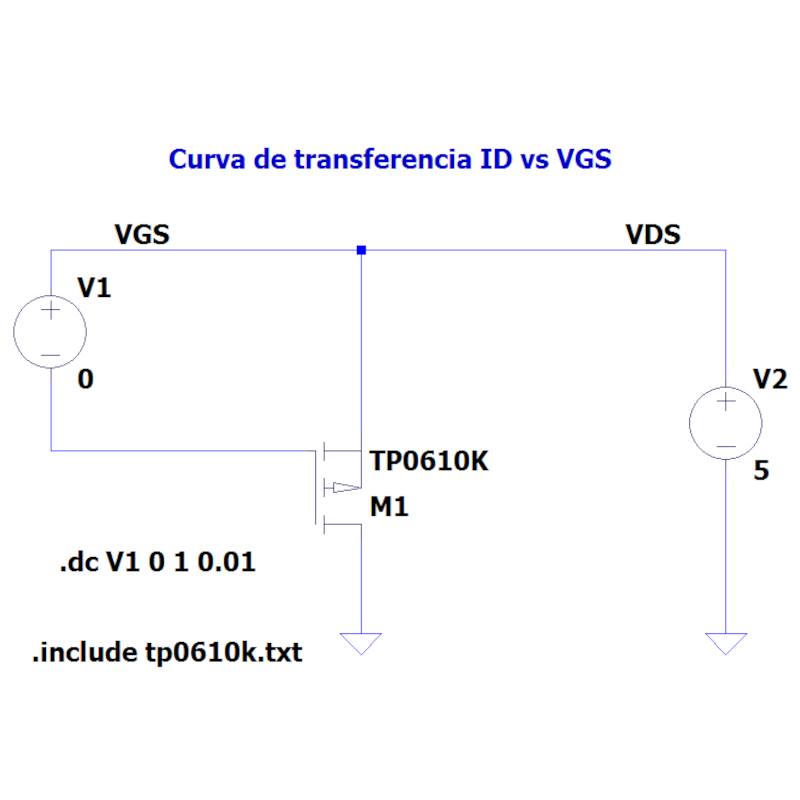 Curva de transferencia ID vs VGS
VGS
VDS
V1
0
V2
5
TP0610K
M1
.dc V1 0 1 0.01
.include tp0610k.txt